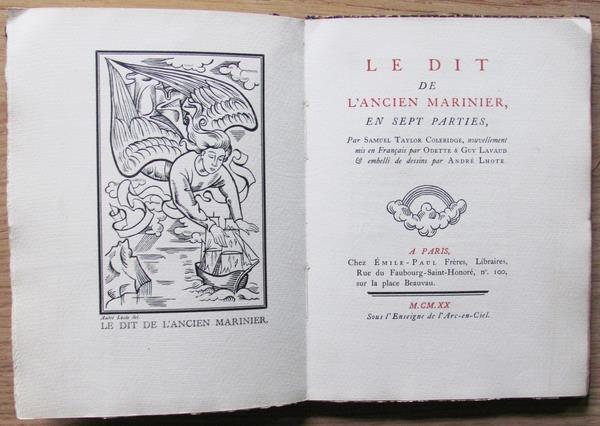 André Lhote del.
LE DIT DE L'ANCIEN MARINIER.
LE DIT
DE
L'ANCIEN MARINIER,
EN SEPT PARTIES,
Par SAMUEL TAYLOR COLERIDGE, nouvellement
mis en Français par ODETTE & GUY LAVAUD
& embelli de dessins par ANDRÉ LHOTE
A PARIS,
Chez ÉMILE-PAUL Frères, Libraires,
Rue du Faubourg-Saint-Honoré, n°. 100,
sur la place Beauvau.
M.CM.XX
Sous l'Enseigne de l'Arc-en-Ciel.